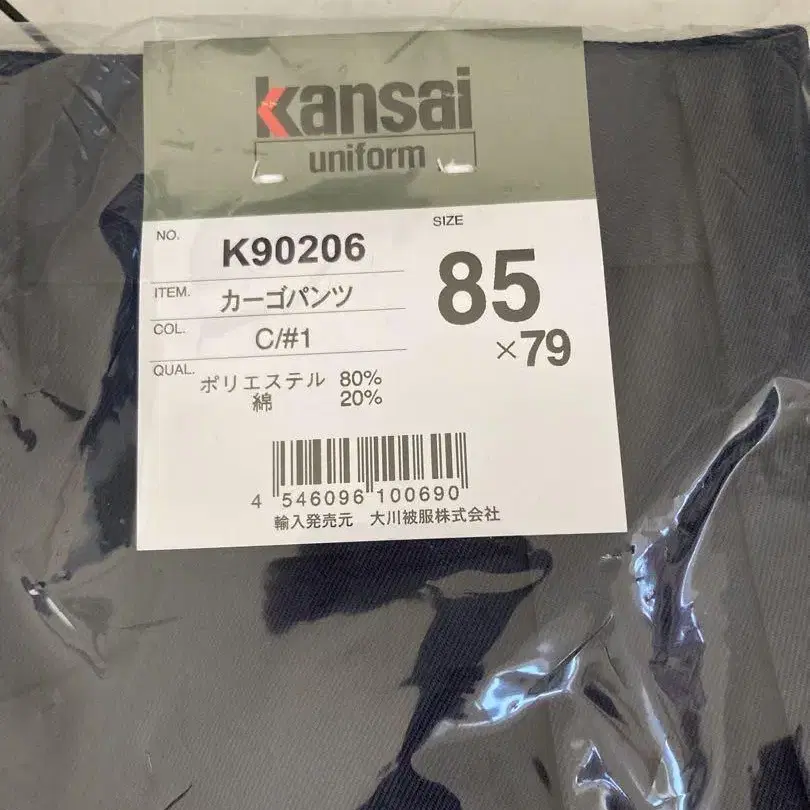 kansai
uniform
NO.
K90206
ITEM.
カーゴパンツ
COL.
C/#1
QUAL.
ポリエステル 80%
綿 20%
SIZE
85
×79
4 546096 100690
輸入発売元 大川被服株式会社